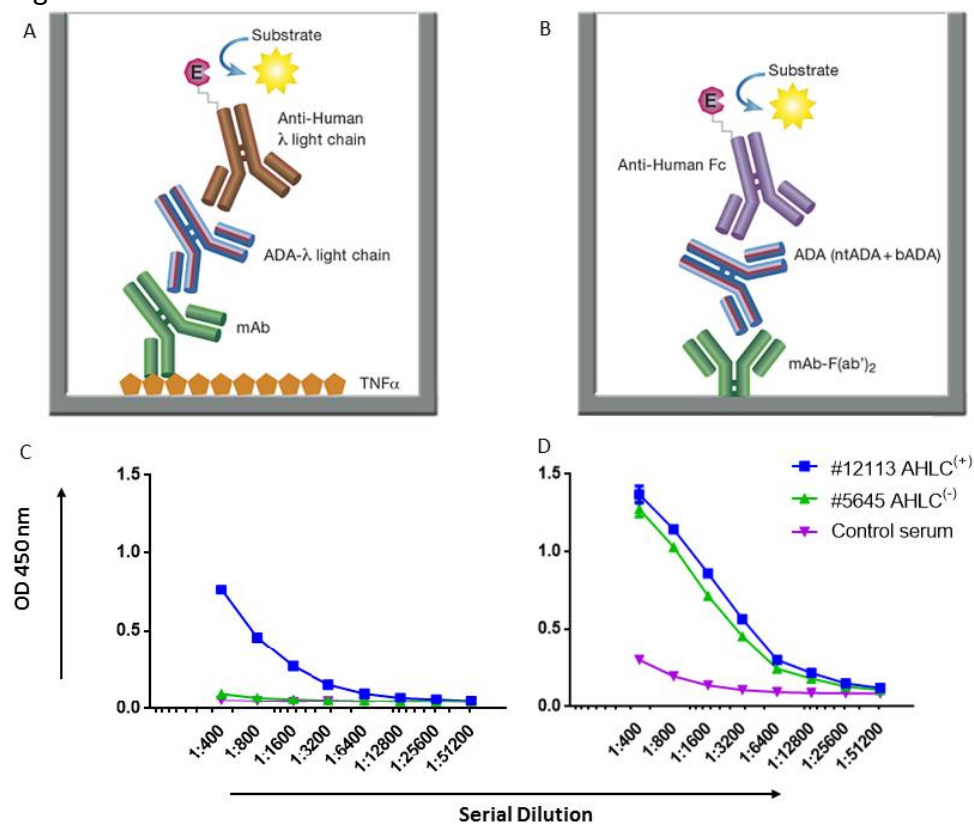 A
Substrate
E
Anti-Human
λ light chain
ADA-λ light chain
mAb
TNFα
B
Substrate
E
Anti-Human Fc
ADA (ntADA + bADA)
mAb-F(ab')2
C
1.5
1.0
0.5
0.0
OD 450 nm
1:400
1:800
1:1600
1:3200
1:6400
1:12800
1:25600
1:51200
D
1.5
1.0
0.5
0.0
#12113 AHLC(+)
#5645 AHLC(-)
Control serum
1:400
1:800
1:1600
1:3200
1:6400
1:12800
1:25600
1:51200
Serial Dilution